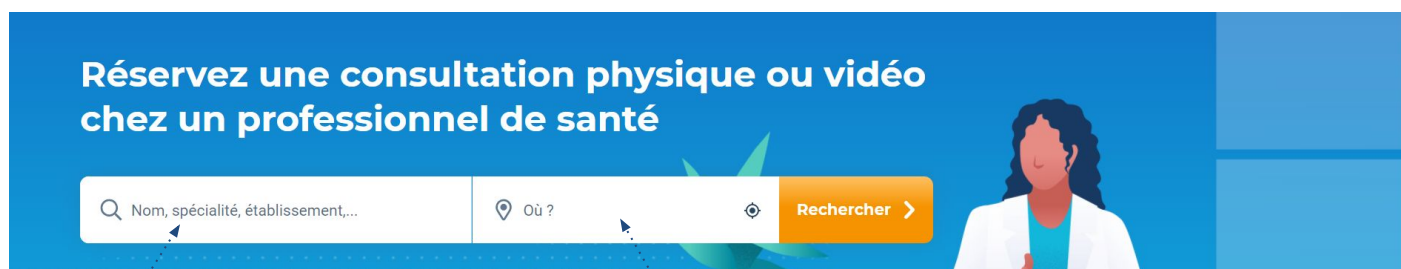 Réservez une consultation physique ou vidéo
chez un professionnel de santé
Nom, spécialité, établissement,...
Où ?
Rechercher